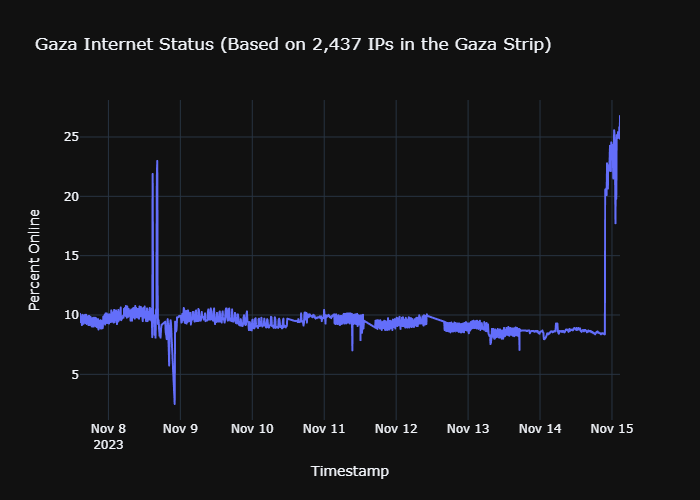 Gaza Internet Status (Based on 2,437 IPs in the Gaza Strip)
Percent Online
25
20
15
10
5
Nov 8 Nov 9 Nov 10 Nov 11 Nov 12 Nov 13 Nov 14 Nov 15
2023
Timestamp